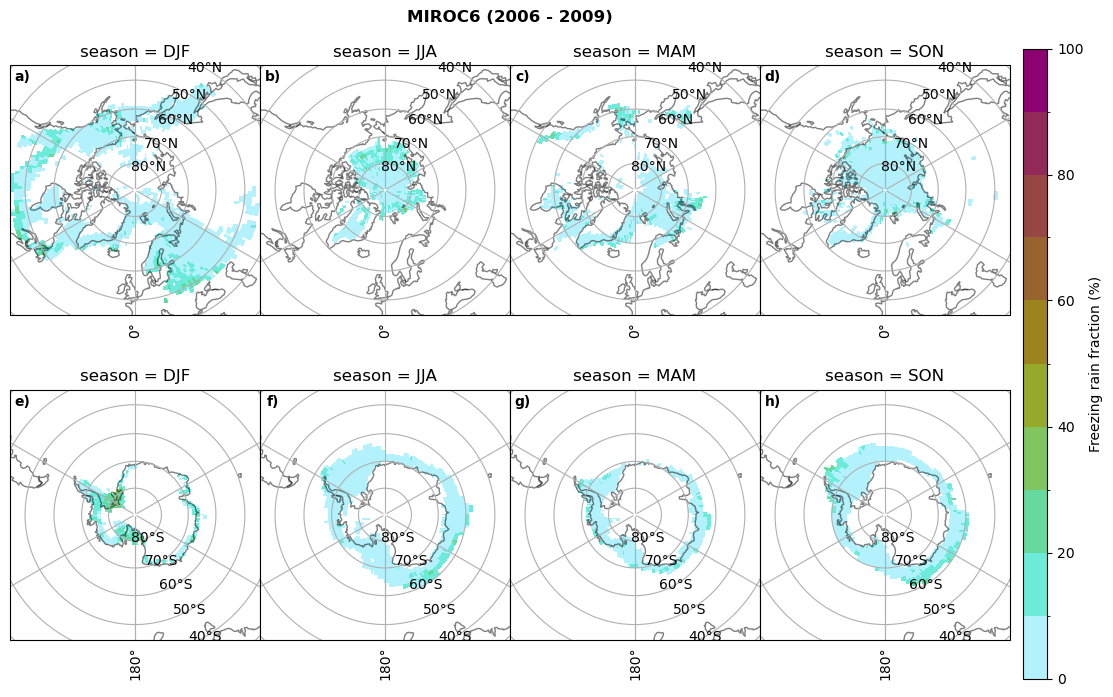 MIROC6 (2006 - 2009)
season = DJF
season = JJA
season = MAM
season = SON
a)
40°N
50°N
60°N
70°N
80°N
0°
b)
40°N
50°N
60°N
70°N
80°N
0°
c)
40°N
50°N
60°N
70°N
80°N
0°
d)
40°N
50°N
60°N
70°N
80°N
0°
season = DJF
season = JJA
season = MAM
season = SON
e)
80°S
70°S
60°S
50°S
40°S
180°
f)
80°S
70°S
60°S
50°S
40°S
180°
g)
80°S
70°S
60°S
50°S
40°S
180°
h)
80°S
70°S
60°S
50°S
40°S
180°
100
80
60
40
20
0
Freezing rain fraction (%)